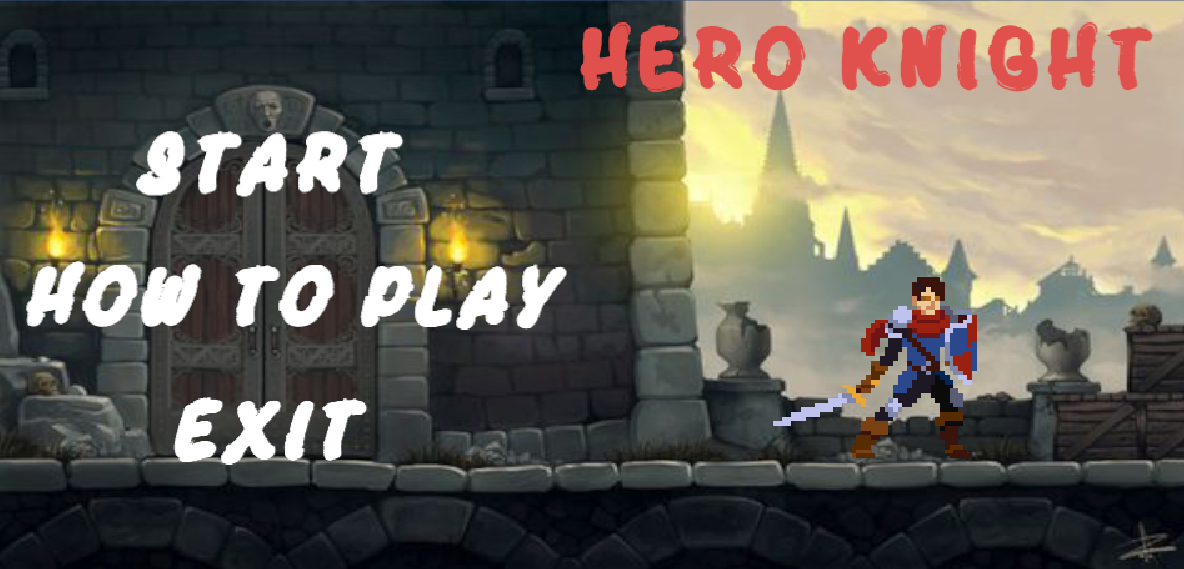 HERO KNIGHT
START
HOW TO PLAY
EXIT